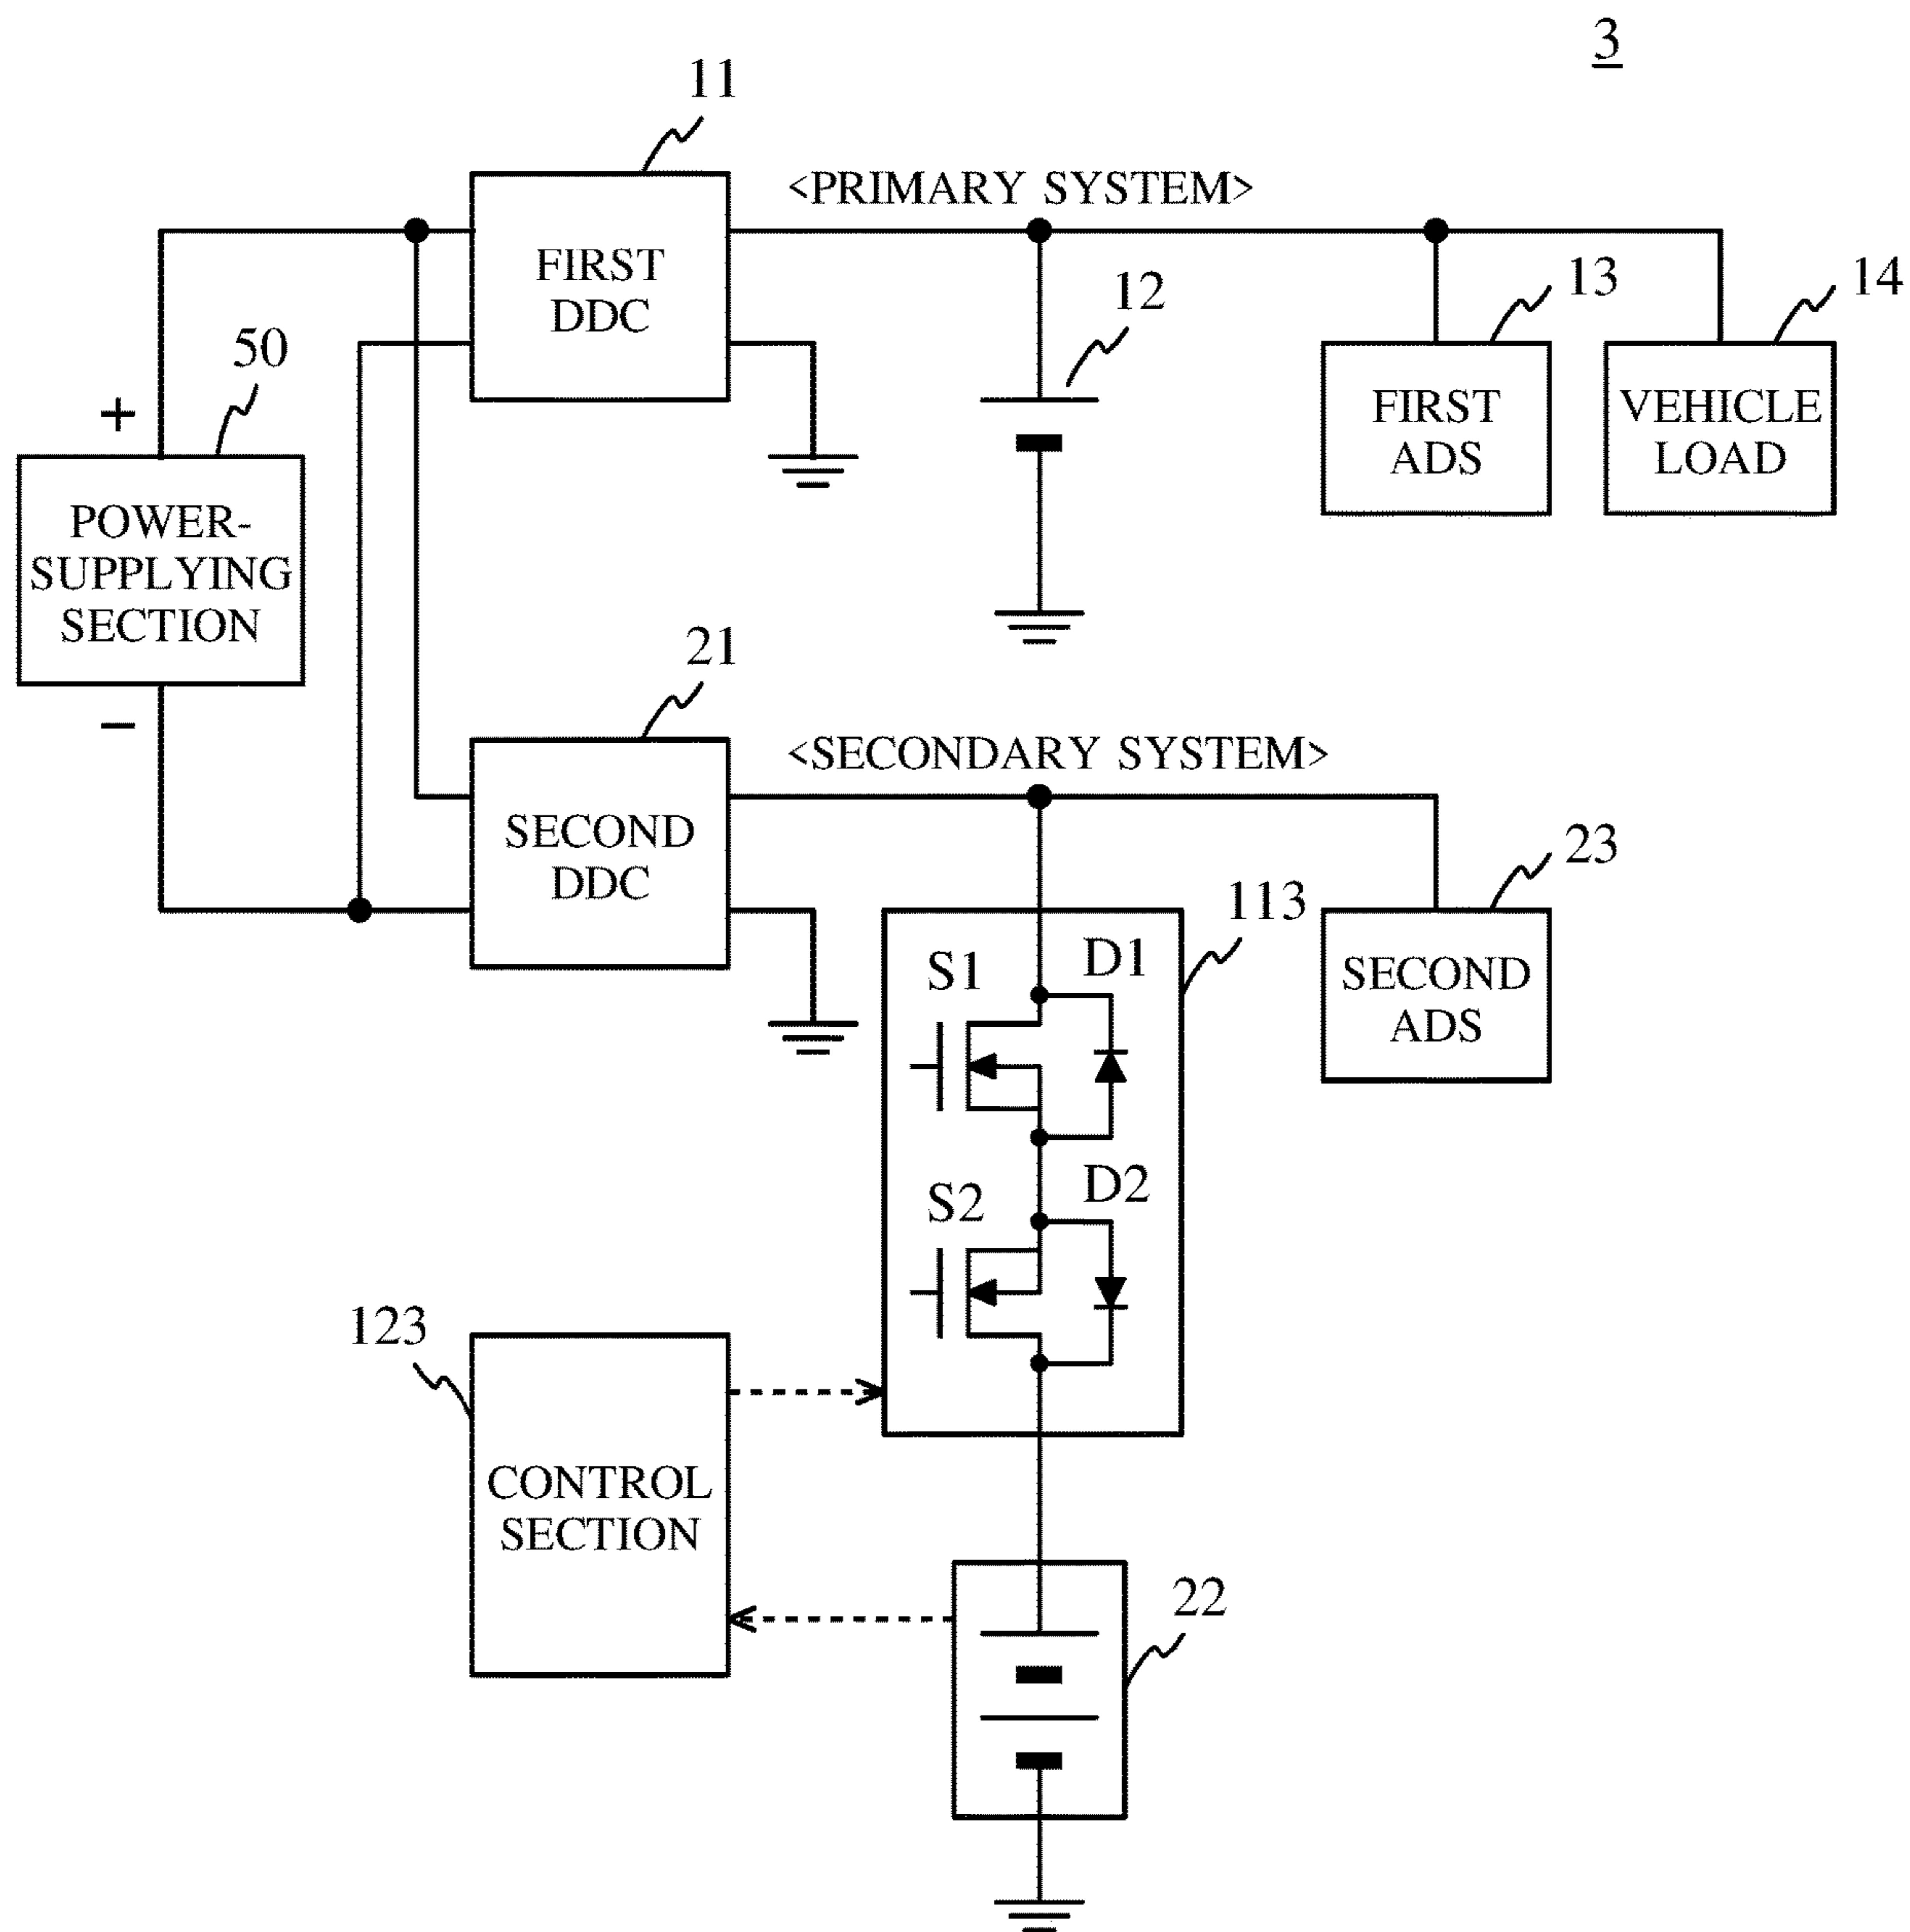 3
11
<PRIMARY SYSTEM>
FIRST
DDC
12
13
14
50
+
FIRST
ADS
VEHICLE
LOAD
POWER-
SUPPLYING
SECTION
21
−
<SECONDARY SYSTEM>
SECOND
DDC
23
113
S1
D1
SECOND
ADS
S2
D2
123
CONTROL
SECTION
22